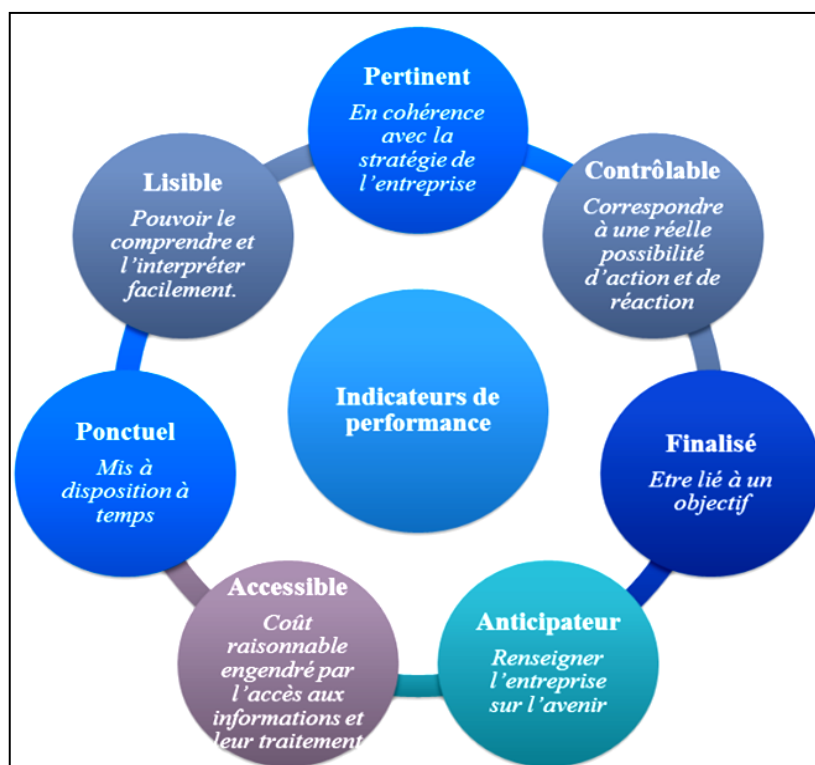 Pertinent
En cohérence
avec la
stratégie de
l'entreprise
Contrôlable
Correspondre
à une réelle
possibilité
d'action et de
réaction
Finalisé
Etre lié à un
objectif
Anticipateur
Renseigner
l'entreprise
sur l'avenir
Accessible
Coût
raisonnable
engendré par
l'accès aux
informations et
leur traitement
Ponctuel
Mis à
disposition à
temps
Lisible
Pouvoir le
comprendre et
l'interpréter
facilement.
Indicateurs de
performance